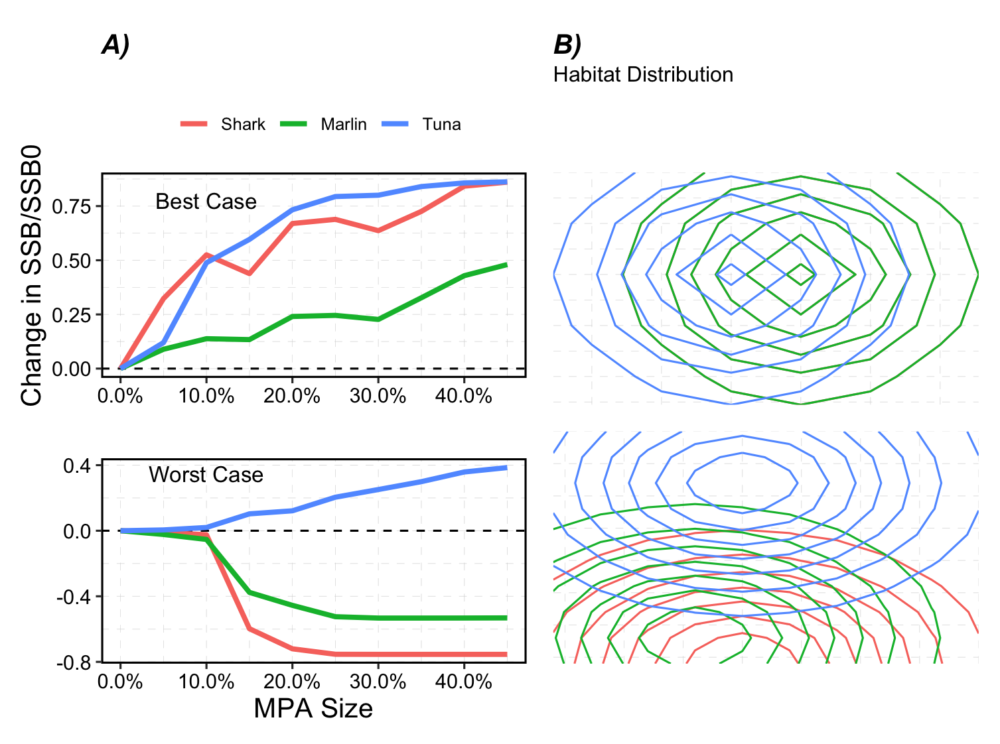 A)
B)
Habitat Distribution
Shark Marlin Tuna
Change in SSB/SSB0
Best Case
0.75
0.50
0.25
0.00
0.0% 10.0% 20.0% 30.0% 40.0%
Worst Case
0.4
0.0
-0.4
-0.8
0.0% 10.0% 20.0% 30.0% 40.0%
MPA Size